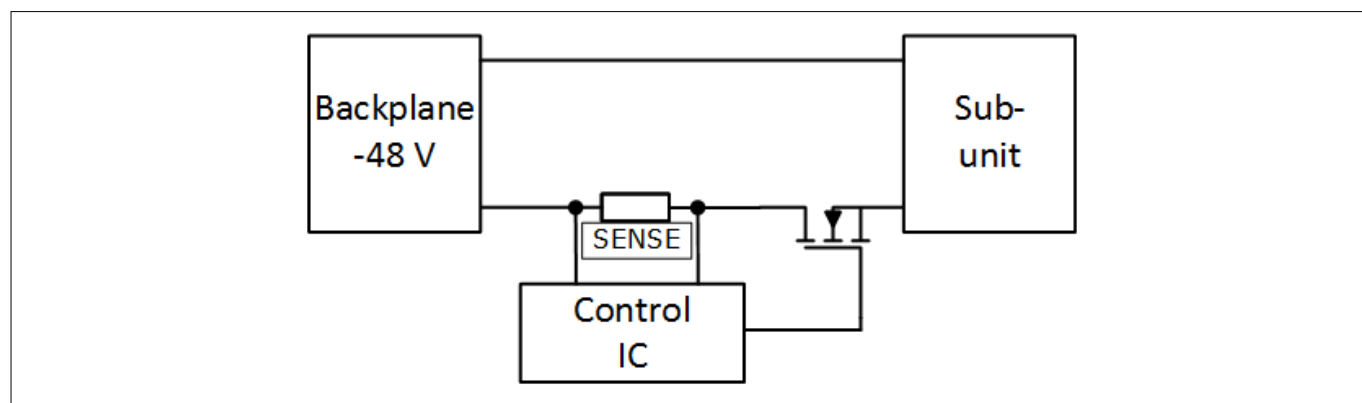 Backplane
-48 V
Sub-
unit
SENSE
Control
IC